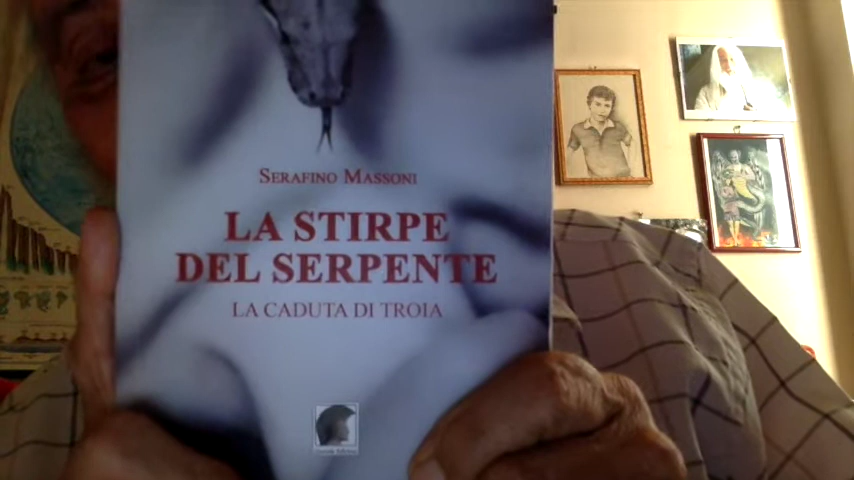 SERAFINO MASSONI
LA STIRPE
DEL SERPENTE
LA CADUTA DI TROIA